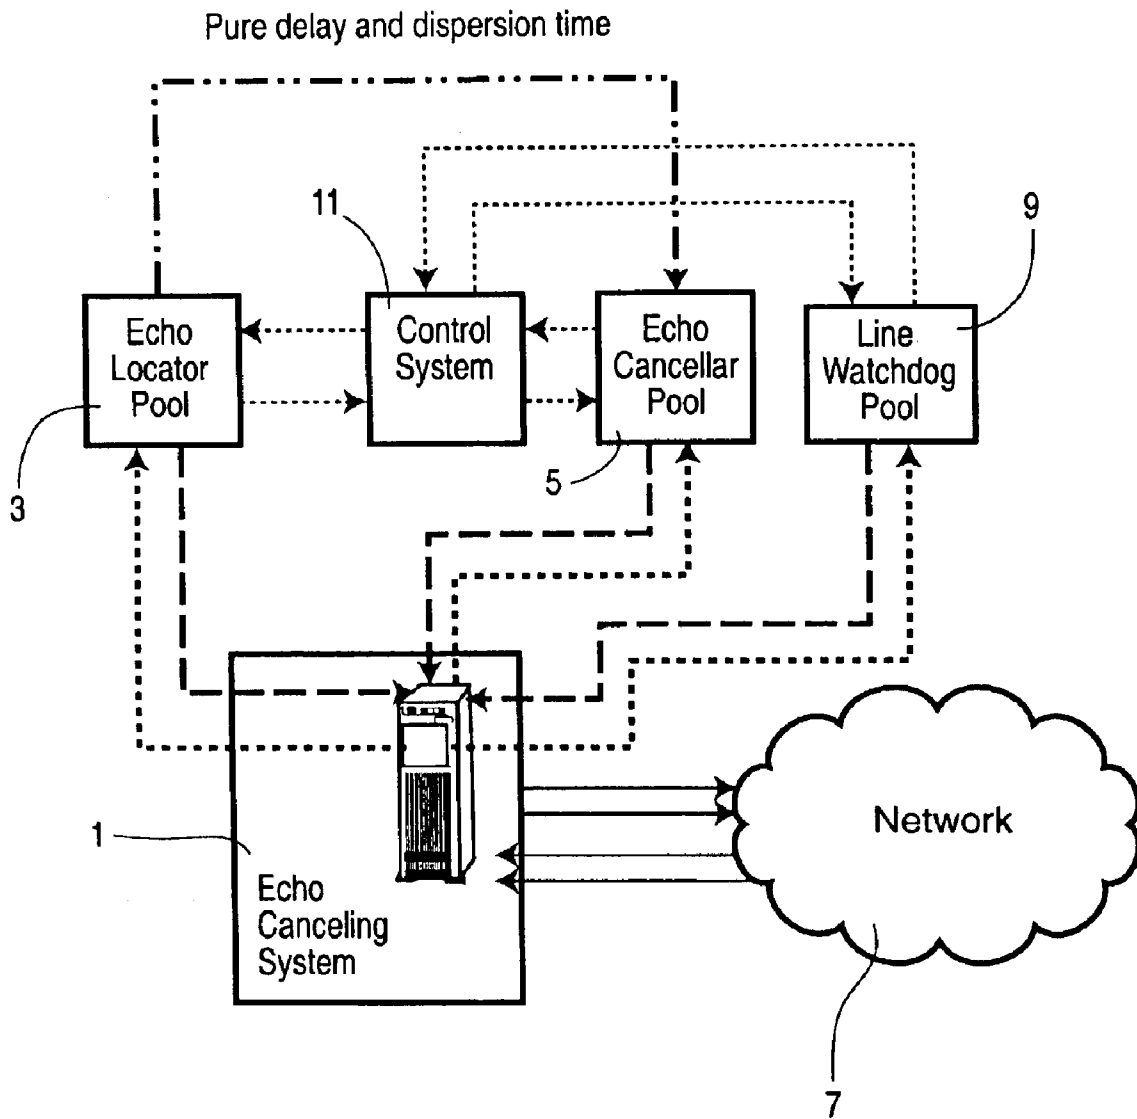 Pure delay and dispersion time
11
9
Echo
Locator
Pool
Control
System
Echo
Cancellar
Pool
Line
Watchdog
Pool
3
5
1
Echo
Canceling
System
Network
7